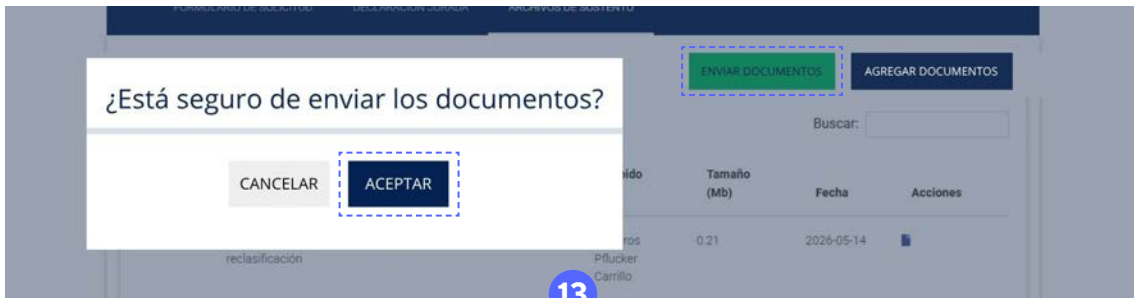 FORMULARIO DE SOLICITUD DECLARACIÓN JURADA ARCHIVOS DE SUSTENTO
ENVIAR DOCUMENTOS AGREGAR DOCUMENTOS
¿Está seguro de enviar los documentos?
Buscar:
CANCELAR ACEPTAR
Tamaño
(Mb) Fecha Acciones
0.21 2026-05-14
reclasificación Pflucker
Carrillo
13